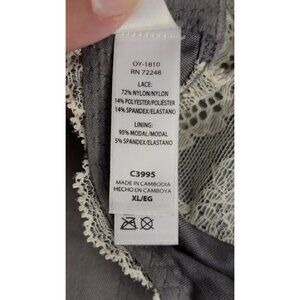 OY-1810
RN 72248
LACE:
72% NYLON/NYLON
14% POLYESTER/POLIÉSTER
14% SPANDEX/ELASTANO
LINING:
95% MODAL/MODAL
5% SPANDEX/ELASTANO
C3995
MADE IN CAMBODIA
HECHO EN CAMBOYA
XL/EG